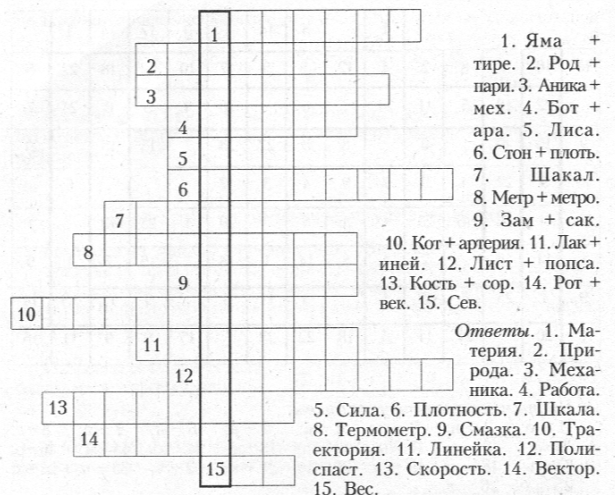 1
2
3
4
5
6
7
8
9
10
11
12
13
14
15
1. Яма +
тире. 2. Род +
пари. 3. Аника +
мех. 4. Бот +
ара. 5. Лиса.
6. Стон + плоть.
7. Шакал.
8. Метр + метро.
9. Зам + сак.
10. Кот + артерия. 11. Лак +
иней. 12. Лист + попса.
13. Кость + сор. 14. Рот +
век. 15. Сев.
Ответы. 1. Ма-
терия. 2. При-
рода. 3. Меха-
ника. 4. Работа.
5. Сила. 6. Плотность. 7. Шкала.
8. Термометр. 9. Смазка. 10. Тра-
ектория. 11. Линейка. 12. Поли-
спаст. 13. Скорость. 14. Вектор.
15. Вес.